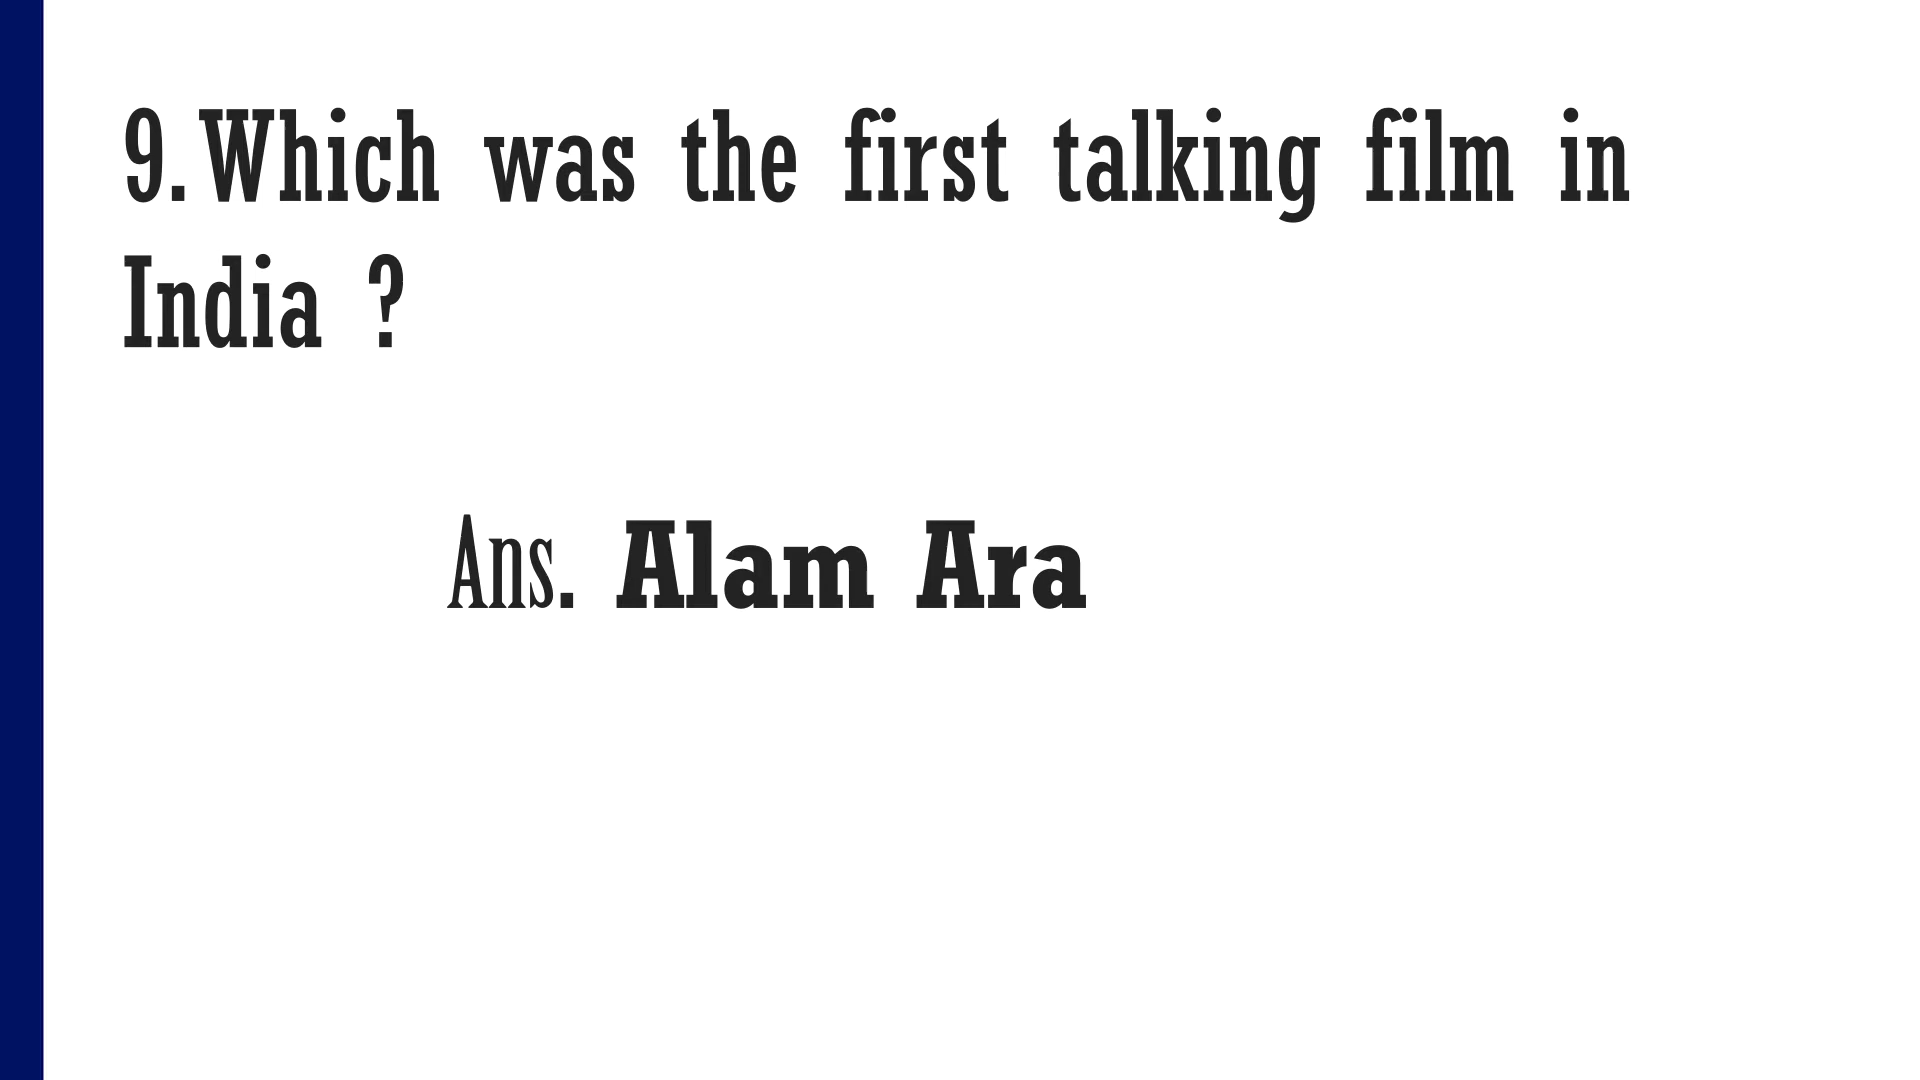 9.Which was the first talking film in
India ?
Ans. Alam Ara